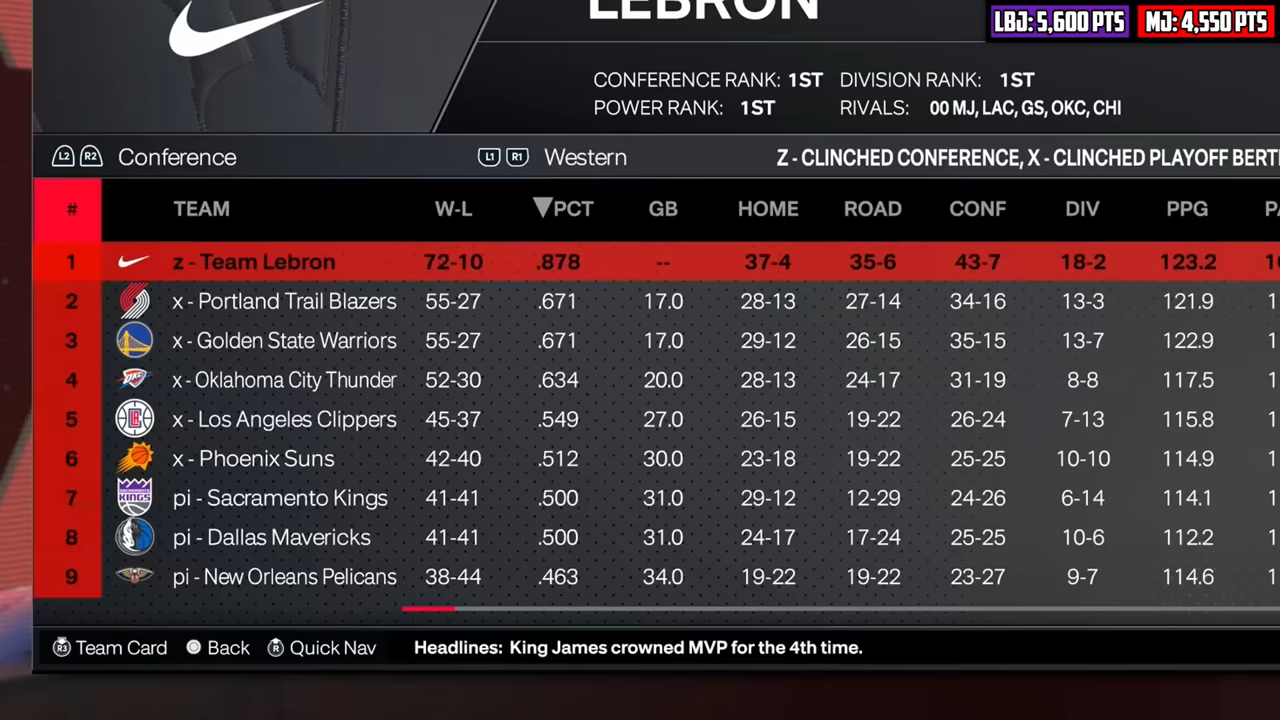 LEBRON
LBJ: 5,600 PTS MJ: 4,550 PTS
CONFERENCE RANK: 1ST DIVISION RANK: 1ST
POWER RANK: 1ST RIVALS: 00 MJ, LAC, GS, OKC, CHI
L2 R2 Conference L1 R1 Western Z - CLINCHED CONFERENCE, X - CLINCHED PLAYOFF
# TEAM W-L PCT GB HOME ROAD CONF DIV PPG
1 z - Team Lebron 72-10 .878 -- 37-4 35-6 43-7 18-2 123.2
2 x - Portland Trail Blazers 55-27 .671 17.0 28-13 27-14 34-16 13-3 121.9
3 x - Golden State Warriors 55-27 .671 17.0 29-12 26-15 35-15 13-7 122.9
4 OKC x - Oklahoma City Thunder 52-30 .634 20.0 28-13 24-17 31-19 8-8 117.5
5 x - Los Angeles Clippers 45-37 .549 27.0 26-15 19-22 26-24 7-13 115.8
6 x - Phoenix Suns 42-40 .512 30.0 23-18 19-22 25-25 10-10 114.9
7 KINGS pi - Sacramento Kings 41-41 .500 31.0 29-12 12-29 24-26 6-14 114.1
8 pi - Dallas Mavericks 41-41 .500 31.0 24-17 17-24 25-25 10-6 112.2
9 pi - New Orleans Pelicans 38-44 .463 34.0 19-22 19-22 23-27 9-7 114.6
R3 Team Card Back R Quick Nav Headlines: King James crowned MVP for the 4th time.